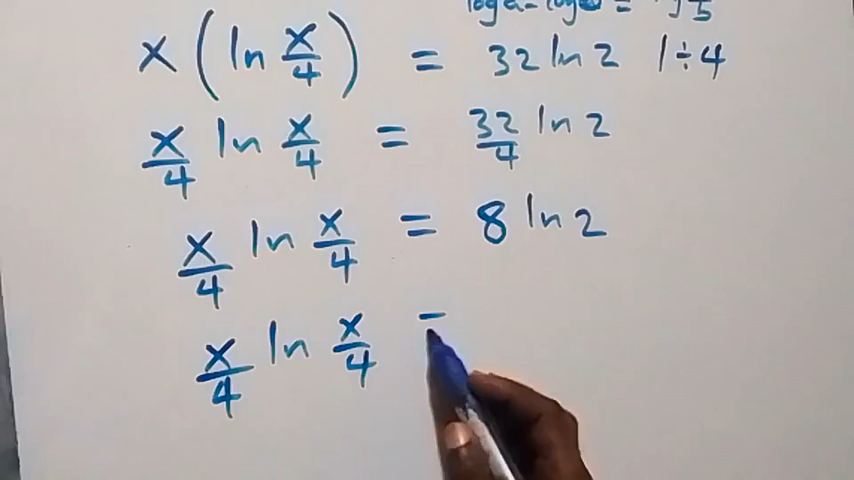 x ( ln x/4 ) = 32 ln 2 | ÷ 4
x/4 ln x/4 = 32/4 ln 2
x/4 ln x/4 = 8 ln 2
x/4 ln x/4 =